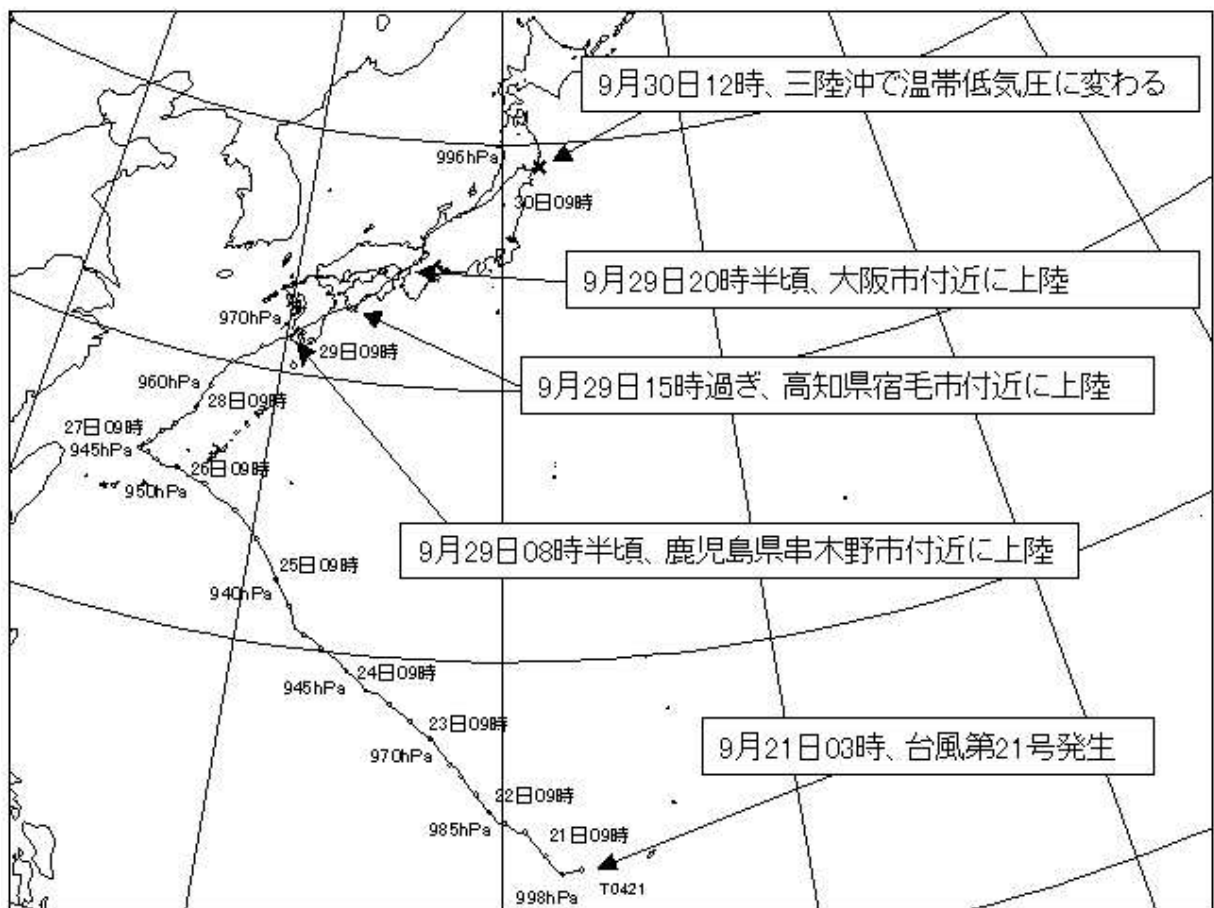 9月30日12時、三陸沖で温帯低気圧に変わる
996hPa
30日09時
9月29日20時半頃、大阪市付近に上陸
970hPa
29日09時
9月29日15時過ぎ、高知県宿毛市付近に上陸
960hPa
28日09時
27日09時
945hPa
26日09時
950hPa
9月29日08時半頃、鹿児島県串木野市付近に上陸
25日09時
940hPa
24日09時
945hPa
23日09時
9月21日03時、台風第21号発生
970hPa
22日09時
985hPa
21日09時
T0421
998hPa